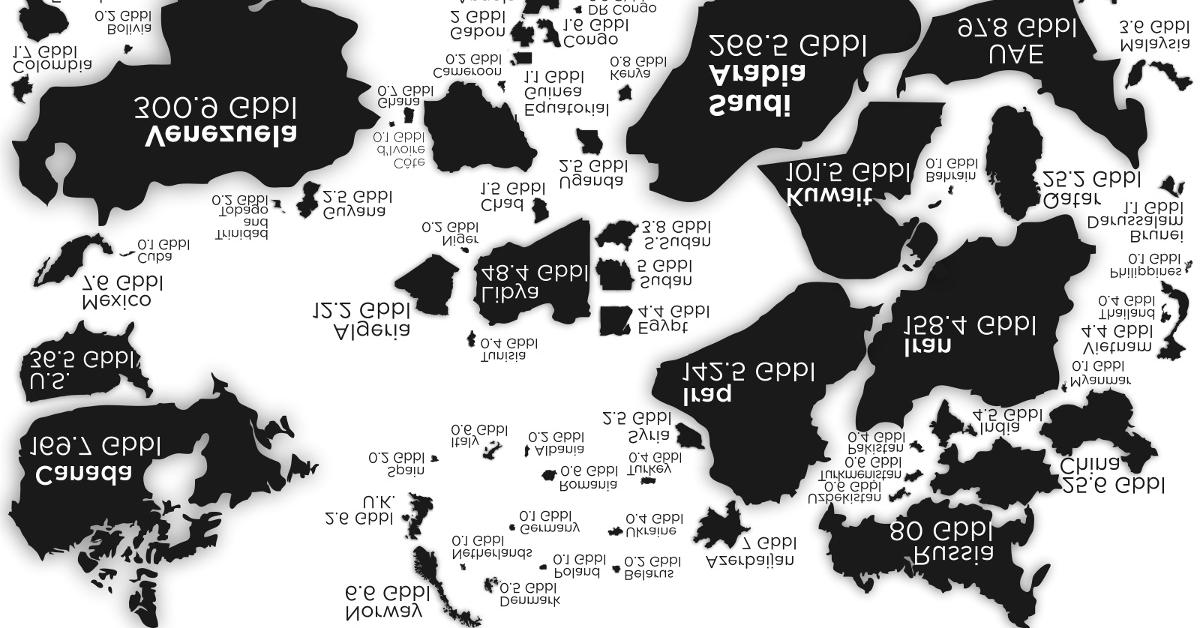 Norway
6.6 Gbbl
Denmark
0.5 Gbbl
Poland
0.1 Gbbl
Belarus
0.2 Gbbl
Netherlands
0.1 Gbbl
Germany
0.1 Gbbl
Ukraine
0.4 Gbbl
Azerbaijan
7 Gbbl
Russia
80 Gbbl
2.6 Gbbl
U.K.
Canada
169.7 Gbbl
Spain
0.2 Gbbl
Italy
0.6 Gbbl
Romania
0.6 Gbbl
Albania
0.2 Gbbl
Turkey
0.4 Gbbl
Syria
2.5 Gbbl
Uzbekistan
0.6 Gbbl
Turkmenistan
0.6 Gbbl
Pakistan
0.4 Gbbl
25.6 Gbbl
China
India
4.5 Gbbl
Myanmar
0.1 Gbbl
U.S.
36.5 Gbbl
Tunisia
0.4 Gbbl
Iraq
142.5 Gbbl
Iran
158.4 Gbbl
Vietnam
4.4 Gbbl
Thailand
0.4 Gbbl
Philippines
0.1 Gbbl
Mexico
7.6 Gbbl
Cuba
0.1 Gbbl
Algeria
12.2 Gbbl
Libya
48.4 Gbbl
Egypt
4.4 Gbbl
Sudan
5 Gbbl
S.Sudan
3.8 Gbbl
Niger
0.2 Gbbl
Trinidad
and
Tobago
0.2 Gbbl
Guyana
2.5 Gbbl
Chad
1.5 Gbbl
Uganda
2.5 Gbbl
Kuwait
101.5 Gbbl
Bahrain
0.1 Gbbl
Qatar
25.2 Gbbl
Brunei
Darussalam
1.1 Gbbl
Venezuela
300.9 Gbbl
Côte
d'Ivoire
0.1 Gbbl
Ghana
0.7 Gbbl
Equatorial
Guinea
1.1 Gbbl
Cameroon
0.2 Gbbl
Kenya
0.8 Gbbl
Saudi
Arabia
266.5 Gbbl
UAE
97.8 Gbbl
Malaysia
3.6 Gbbl
Colombia
1.7 Gbbl
Bolivia
0.2 Gbbl
Gabon
2 Gbbl
Congo
1.6 Gbbl
DR Congo